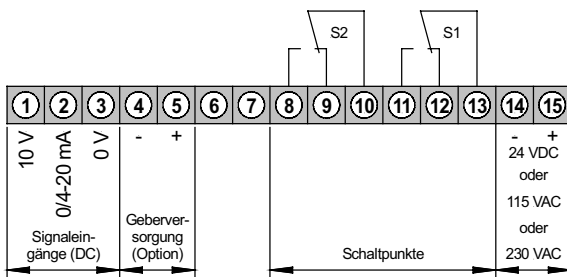 S2
S1
1 2 3 4 5 6 7 8 9 10 11 12 13 14 15
10 V
0/4-20 mA
0 V
- +
- +
24 VDC
oder
115 VAC
oder
230 VAC
Signalein-
gänge (DC)
Geberver-
sorgung
(Option)
Schaltpunkte